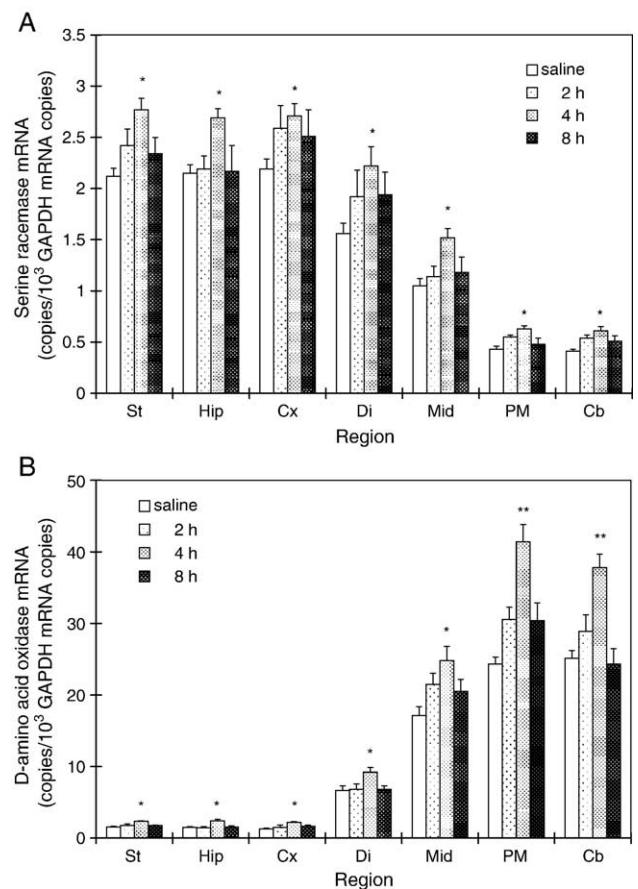 A
Serine racemase mRNA
(copies/10³ GAPDH mRNA copies)
3.5
3
2.5
2
1.5
1
0.5
0
saline
2 h
4 h
8 h
* * * * * * *
St Hip Cx Di Mid PM Cb
Region
B
D-amino acid oxidase mRNA
(copies/10³ GAPDH mRNA copies)
50
40
30
20
10
0
saline
2 h
4 h
8 h
* * * * * ** **
St Hip Cx Di Mid PM Cb
Region